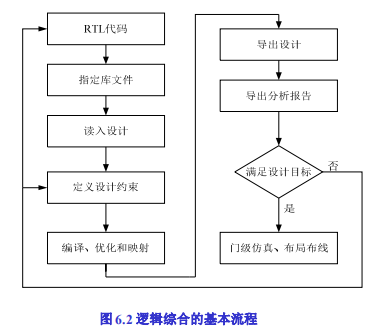 RTL代码
指定库文件
读入设计
定义设计约束
编译、优化和映射
导出设计
导出分析报告
满足设计目标
否
是
门级仿真、布局布线
图 6.2 逻辑综合的基本流程